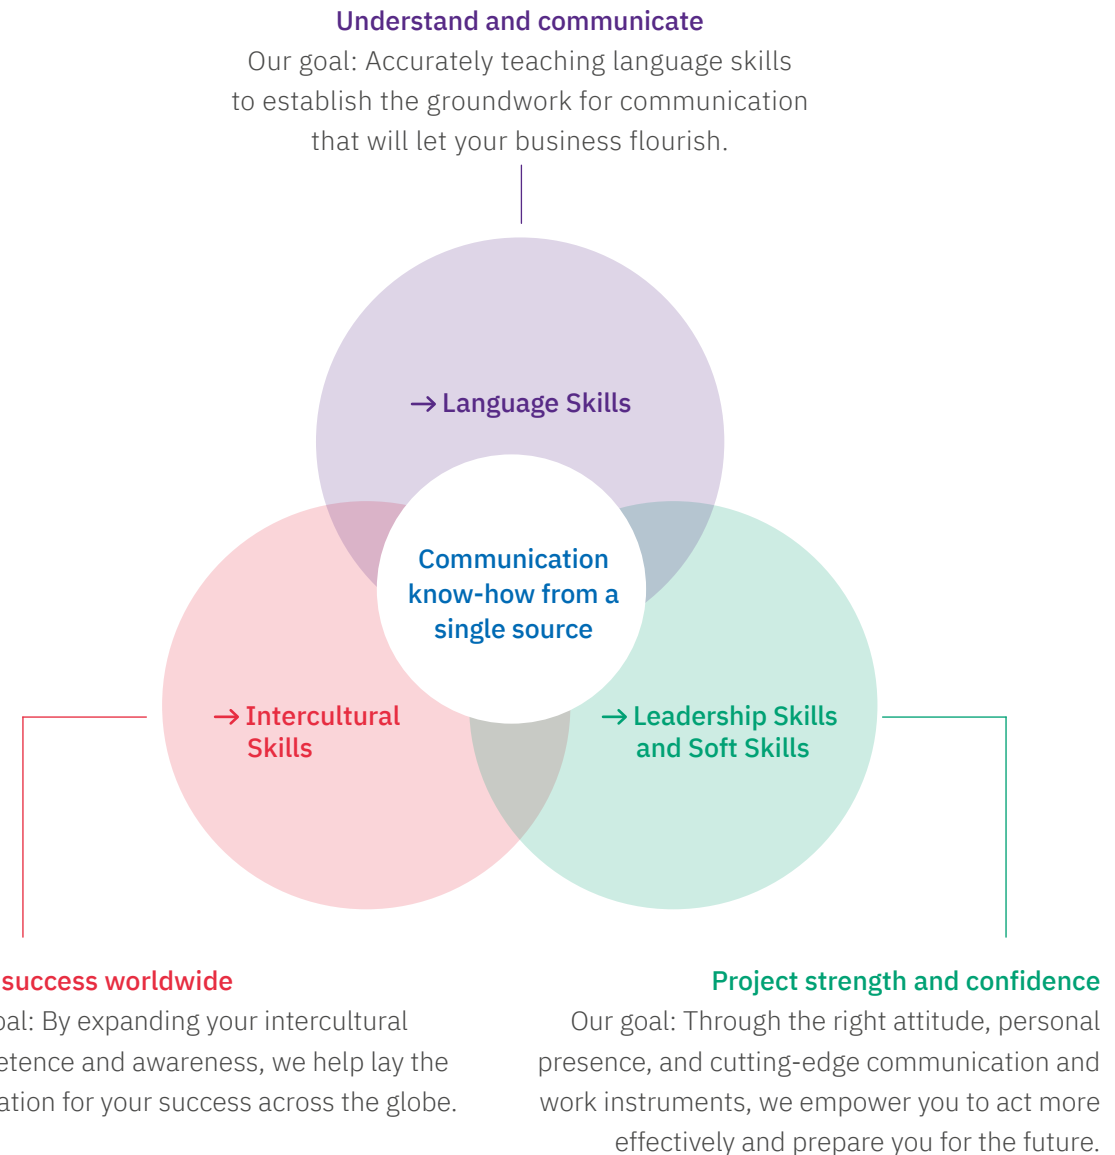 Understand and communicate
Our goal: Accurately teaching language skills
to establish the groundwork for communication
that will let your business flourish.
→ Language Skills
Communication
know-how from a
single source
→ Intercultural
Skills
→ Leadership Skills
and Soft Skills
success worldwide
By expanding your intercultural
and awareness, we help lay the
for your success across the globe.
Project strength and confidence
Our goal: Through the right attitude, personal
presence, and cutting-edge communication and
work instruments, we empower you to act more
effectively and prepare you for the future.